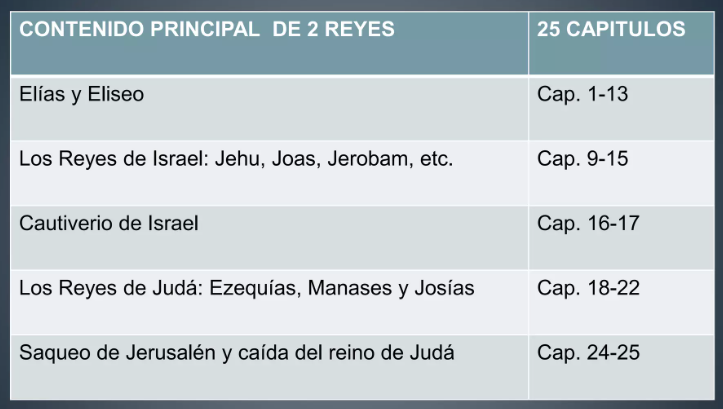 CONTENIDO PRINCIPAL  DE 2 REYES 25 CAPITULOS
Elías y Eliseo Cap. 1-13
Los Reyes de Israel: Jehu, Joas, Jerobam, etc. Cap. 9-15
Cautiverio de Israel Cap. 16-17
Los Reyes de Judá: Ezequías, Manases y Josías Cap. 18-22
Saqueo de Jerusalén y caída del reino de Judá Cap. 24-25